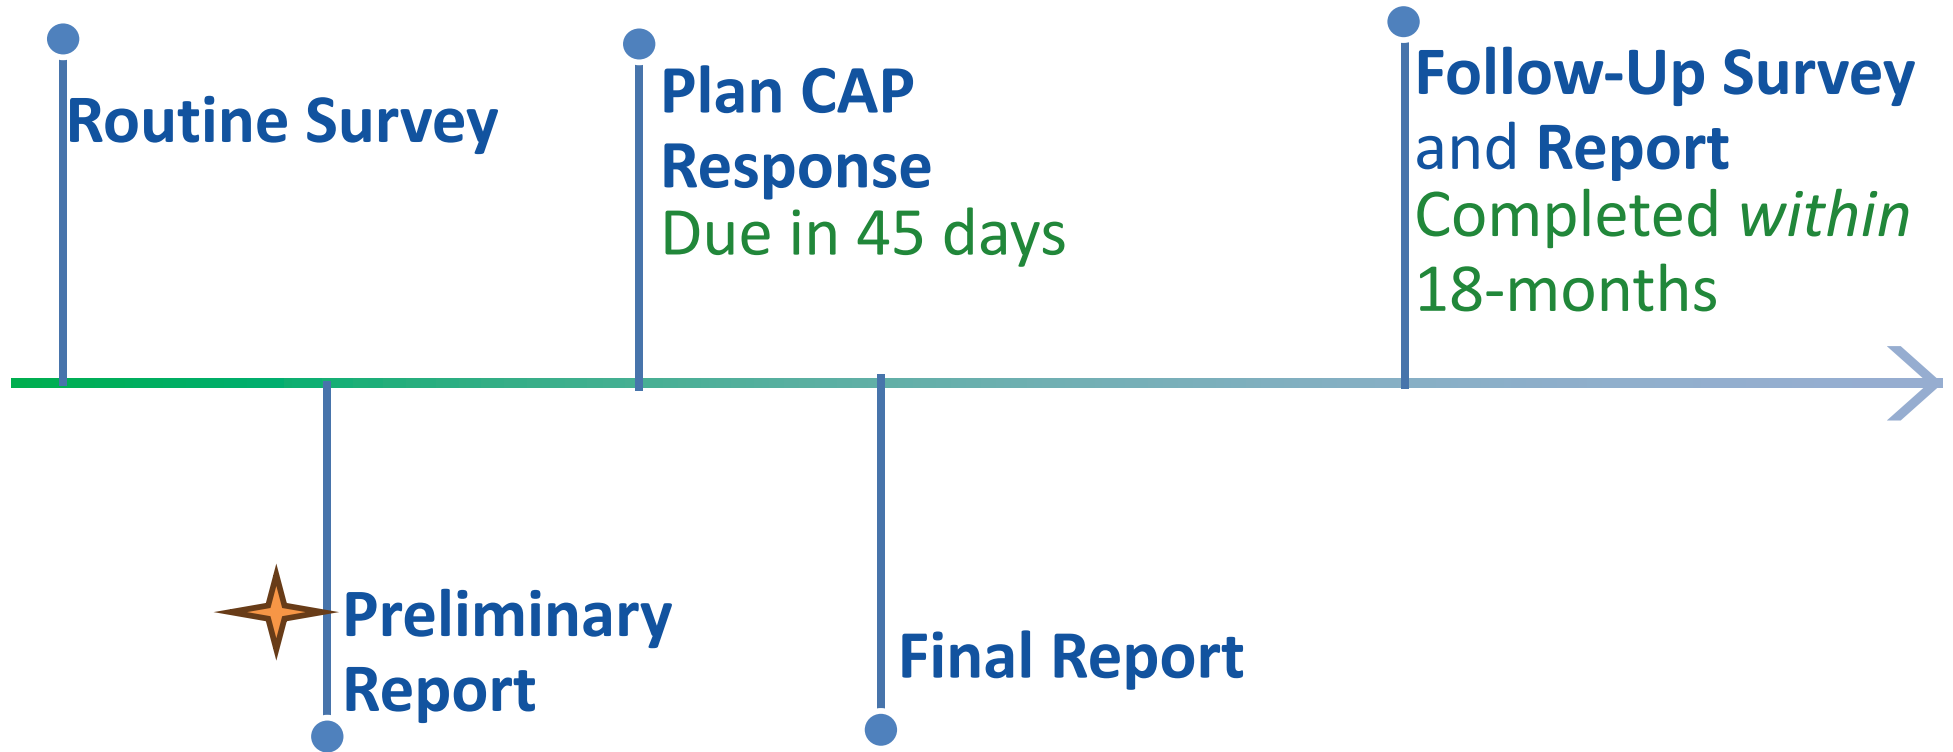 Routine Survey
Plan CAP
Response
Due in 45 days
Follow-Up Survey
and Report
Completed within
18-months
Preliminary
Report
Final Report